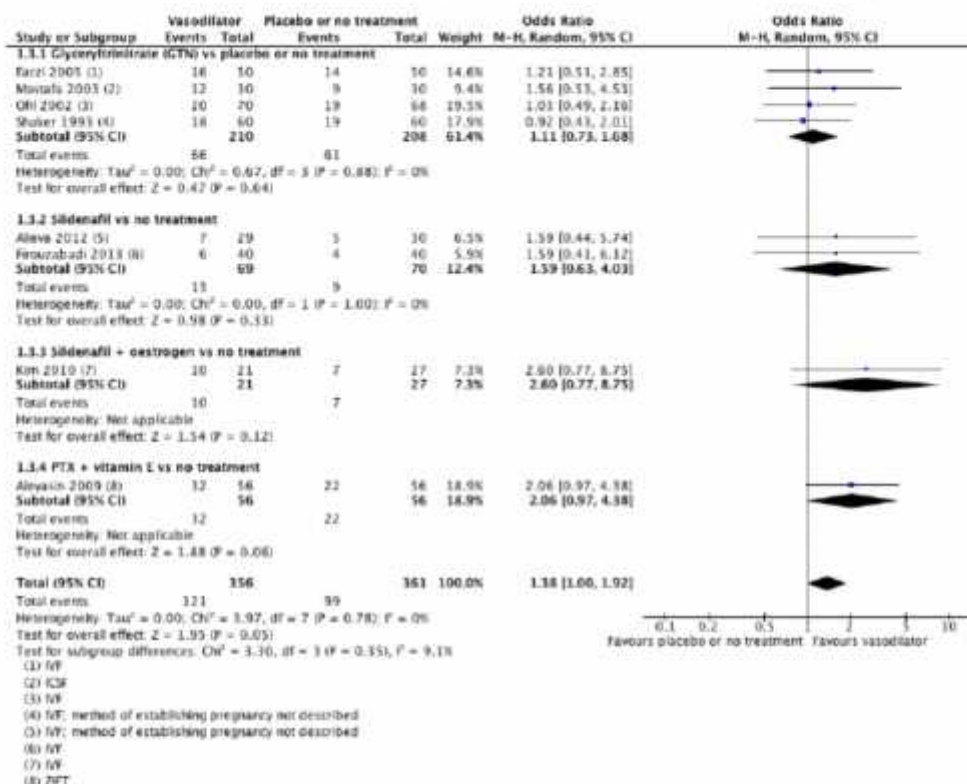 Vasodilator Placebo or no treatment Odds Ratio Odds Ratio
Study or Subgroup Events Total Events Total Weight M-H, Random, 95% CI M-H, Random, 95% CI
1.3.1 Glyceryltrinitrate (GTN) vs placebo or no treatment
Farzi 2005 (1) 16 50 14 50 14.6% 1.21 [0.51, 2.85]
Mostafa 2003 (2) 12 30 9 30 9.4% 1.56 [0.53, 4.53]
Ohl 2002 (3) 20 70 19 68 19.5% 1.03 [0.49, 2.16]
Shaker 1993 (4) 18 60 19 60 17.9% 0.92 [0.43, 2.01]
Subtotal (95% CI) 210 208 61.4% 1.11 [0.73, 1.68]
Total events 66 61
Heterogeneity: Tau² = 0.00; Chi² = 0.67, df = 3 (P = 0.88); I² = 0%
Test for overall effect: Z = 0.47 (P = 0.64)
1.3.2 Sildenafil vs no treatment
Alieva 2012 (5) 7 29 5 30 6.5% 1.59 [0.44, 5.74]
Firouzabadi 2013 (6) 6 40 4 40 5.9% 1.59 [0.41, 6.12]
Subtotal (95% CI) 69 70 12.4% 1.59 [0.63, 4.03]
Total events 13 9
Heterogeneity: Tau² = 0.00; Chi² = 0.00, df = 1 (P = 1.00); I² = 0%
Test for overall effect: Z = 0.98 (P = 0.33)
1.3.3 Sildenafil + oestrogen vs no treatment
Kim 2010 (7) 10 21 7 27 7.3% 2.60 [0.77, 8.75]
Subtotal (95% CI) 21 27 7.3% 2.60 [0.77, 8.75]
Total events 10 7
Heterogeneity: Not applicable
Test for overall effect: Z = 1.54 (P = 0.12)
1.3.4 PTX + vitamin E vs no treatment
Aleyasin 2009 (8) 32 56 22 56 18.9% 2.06 [0.97, 4.38]
Subtotal (95% CI) 56 56 18.9% 2.06 [0.97, 4.38]
Total events 32 22
Heterogeneity: Not applicable
Test for overall effect: Z = 1.88 (P = 0.06)
Total (95% CI) 356 361 100.0% 1.38 [1.00, 1.92]
Total events 121 99
Heterogeneity: Tau² = 0.00; Chi² = 3.97, df = 7 (P = 0.78); I² = 0%
Test for overall effect: Z = 1.95 (P = 0.05)
Test for subgroup differences: Chi² = 3.30, df = 3 (P = 0.35), I² = 9.1%
0.1 0.2 0.5 1 2 5 10
Favours placebo or no treatment Favours vasodilator
(1) IVF
(2) ICSI
(3) IVF
(4) IVF; method of establishing pregnancy not described
(5) IVF; method of establishing pregnancy not described
(6) IVF
(7) IVF
(8) ZIFT